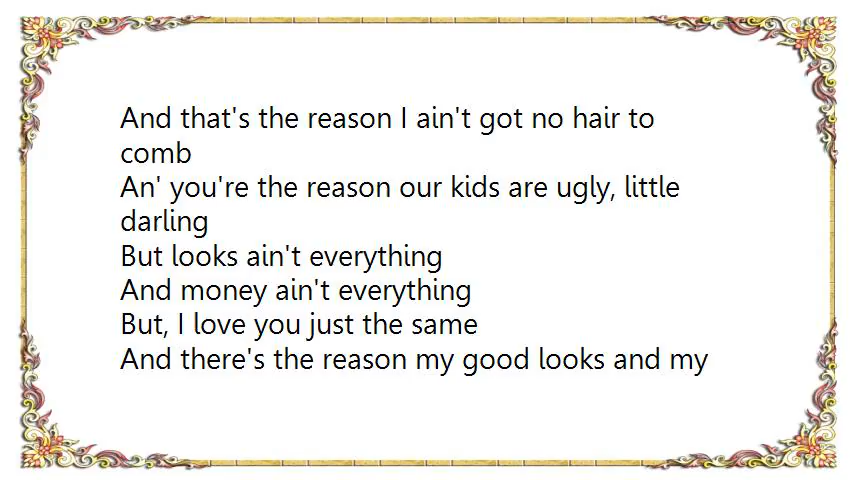 And that's the reason I ain't got no hair to
comb
An' you're the reason our kids are ugly, little
darling
But looks ain't everything
And money ain't everything
But, I love you just the same
And there's the reason my good looks and my